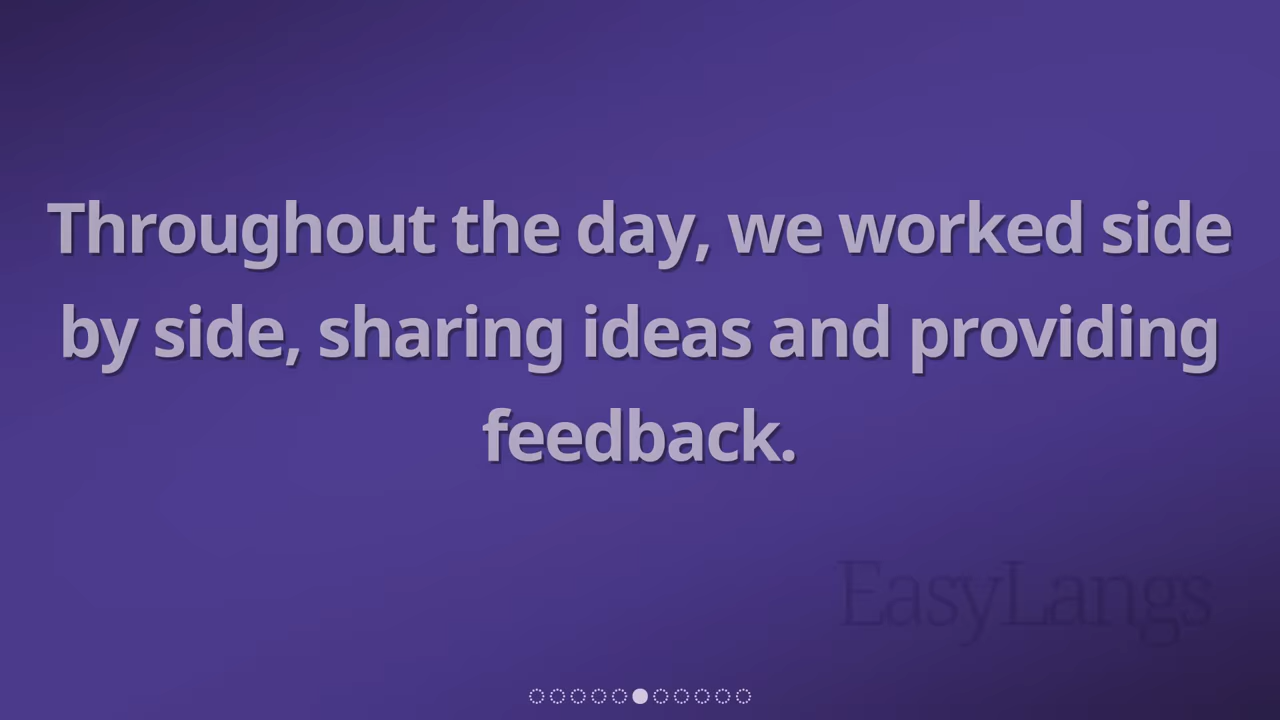 Throughout the day, we worked side
by side, sharing ideas and providing
feedback.
EasyLangs